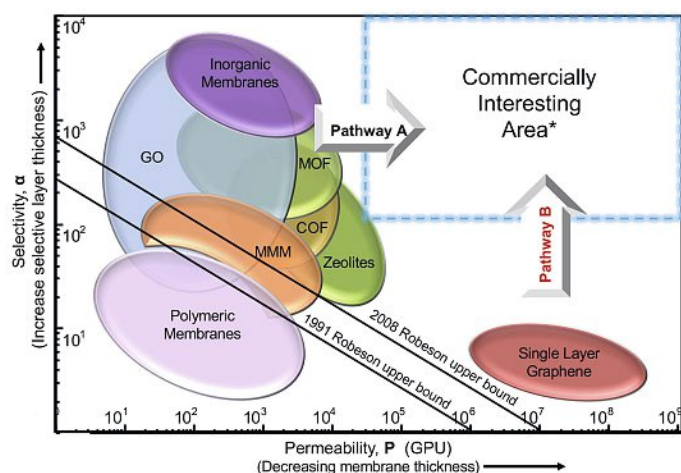 10⁴
10³
10²
10¹
Selectivity, α
(Increase selective layer thickness)
Inorganic
Membranes
GO
MOF
COF
MMM
Zeolites
Polymeric
Membranes
Pathway A
Commercially
Interesting
Area*
Pathway B
Single Layer
Graphene
1991 Robeson upper bound
2008 Robeson upper bound
10¹ 10² 10³ 10⁴ 10⁵ 10⁶ 10⁷ 10⁸ 10⁹
Permeability, P (GPU)
(Decreasing membrane thickness)